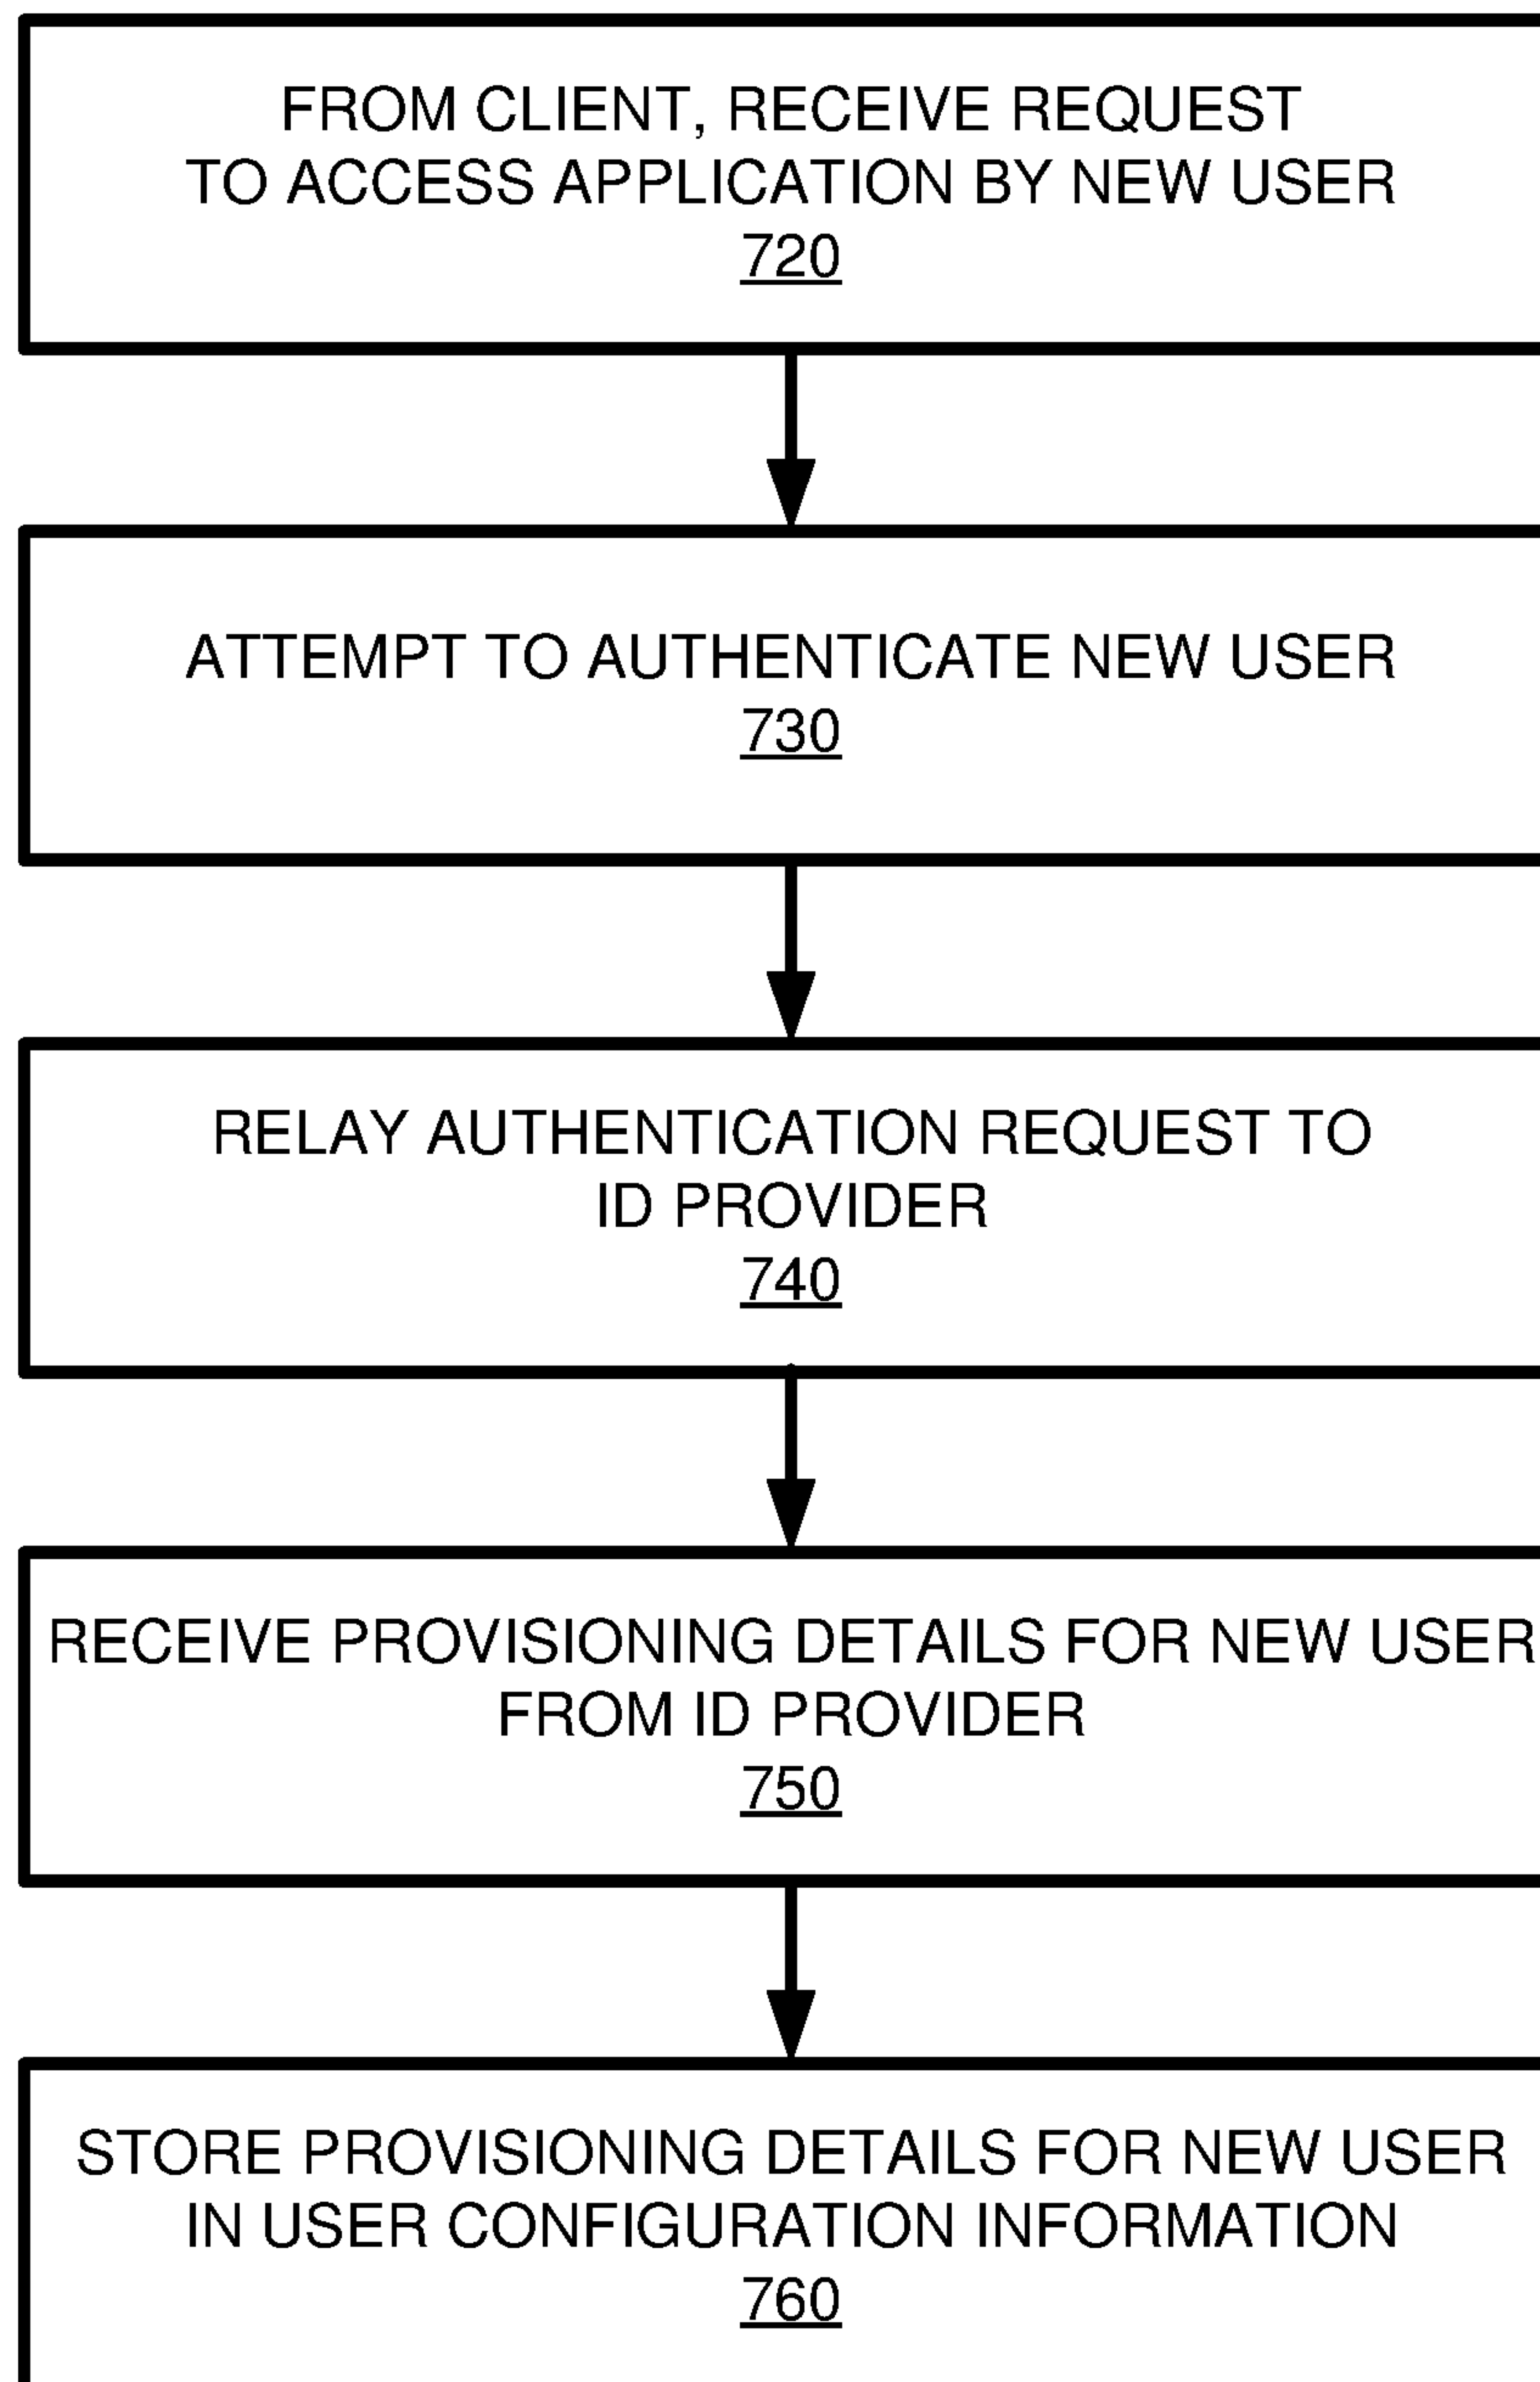 FROM CLIENT, RECEIVE REQUEST
TO ACCESS APPLICATION BY NEW USER
720
ATTEMPT TO AUTHENTICATE NEW USER
730
RELAY AUTHENTICATION REQUEST TO
ID PROVIDER
740
RECEIVE PROVISIONING DETAILS FOR NEW USER
FROM ID PROVIDER
750
STORE PROVISIONING DETAILS FOR NEW USER
IN USER CONFIGURATION INFORMATION
760